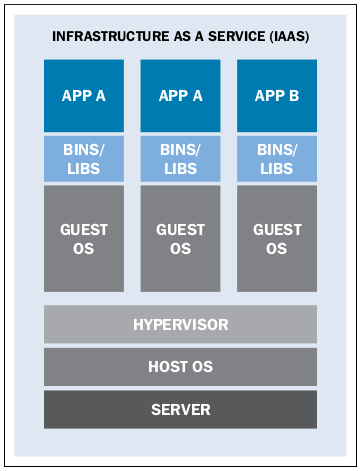 INFRASTRUCTURE AS A SERVICE (IAAS)
APP A
APP A
APP B
BINS/
LIBS
BINS/
LIBS
BINS/
LIBS
GUEST
OS
GUEST
OS
GUEST
OS
HYPERVISOR
HOST OS
SERVER